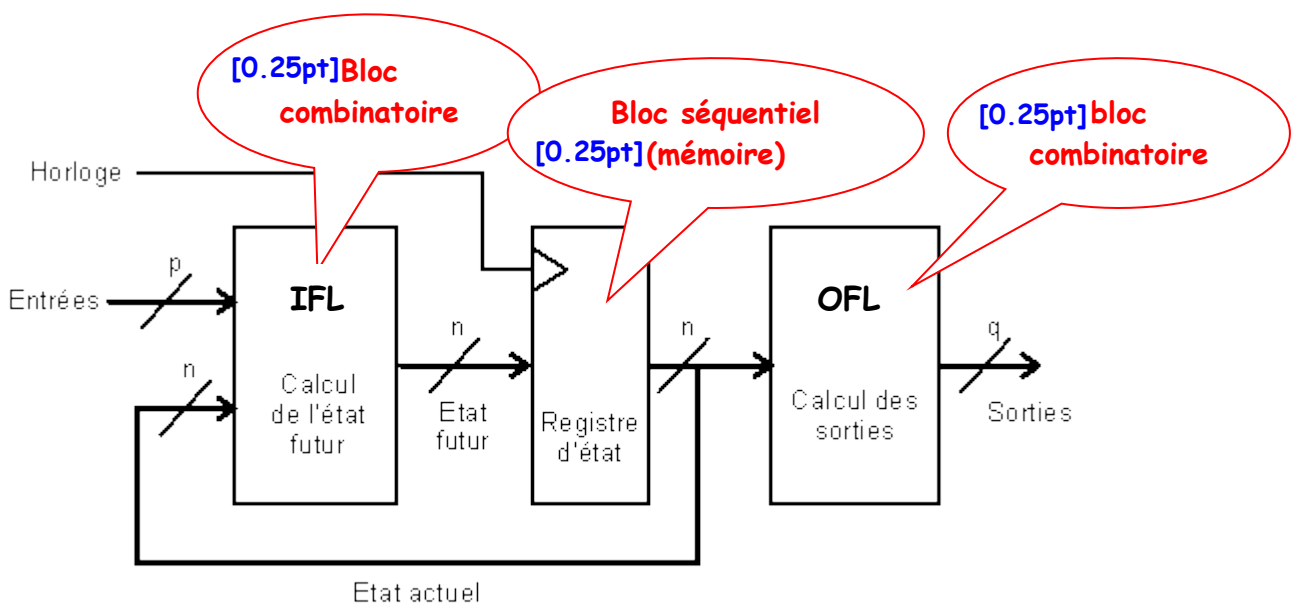 [0.25pt]Bloc
combinatoire
Bloc séquentiel
[0.25pt](mémoire)
[0.25pt]bloc
combinatoire
Horloge
Entrées
p
n
IFL
Calcul
de l'état
futur
n
Etat
futur
Registre
d'état
n
OFL
Calcul des
sorties
q
Sorties
Etat actuel